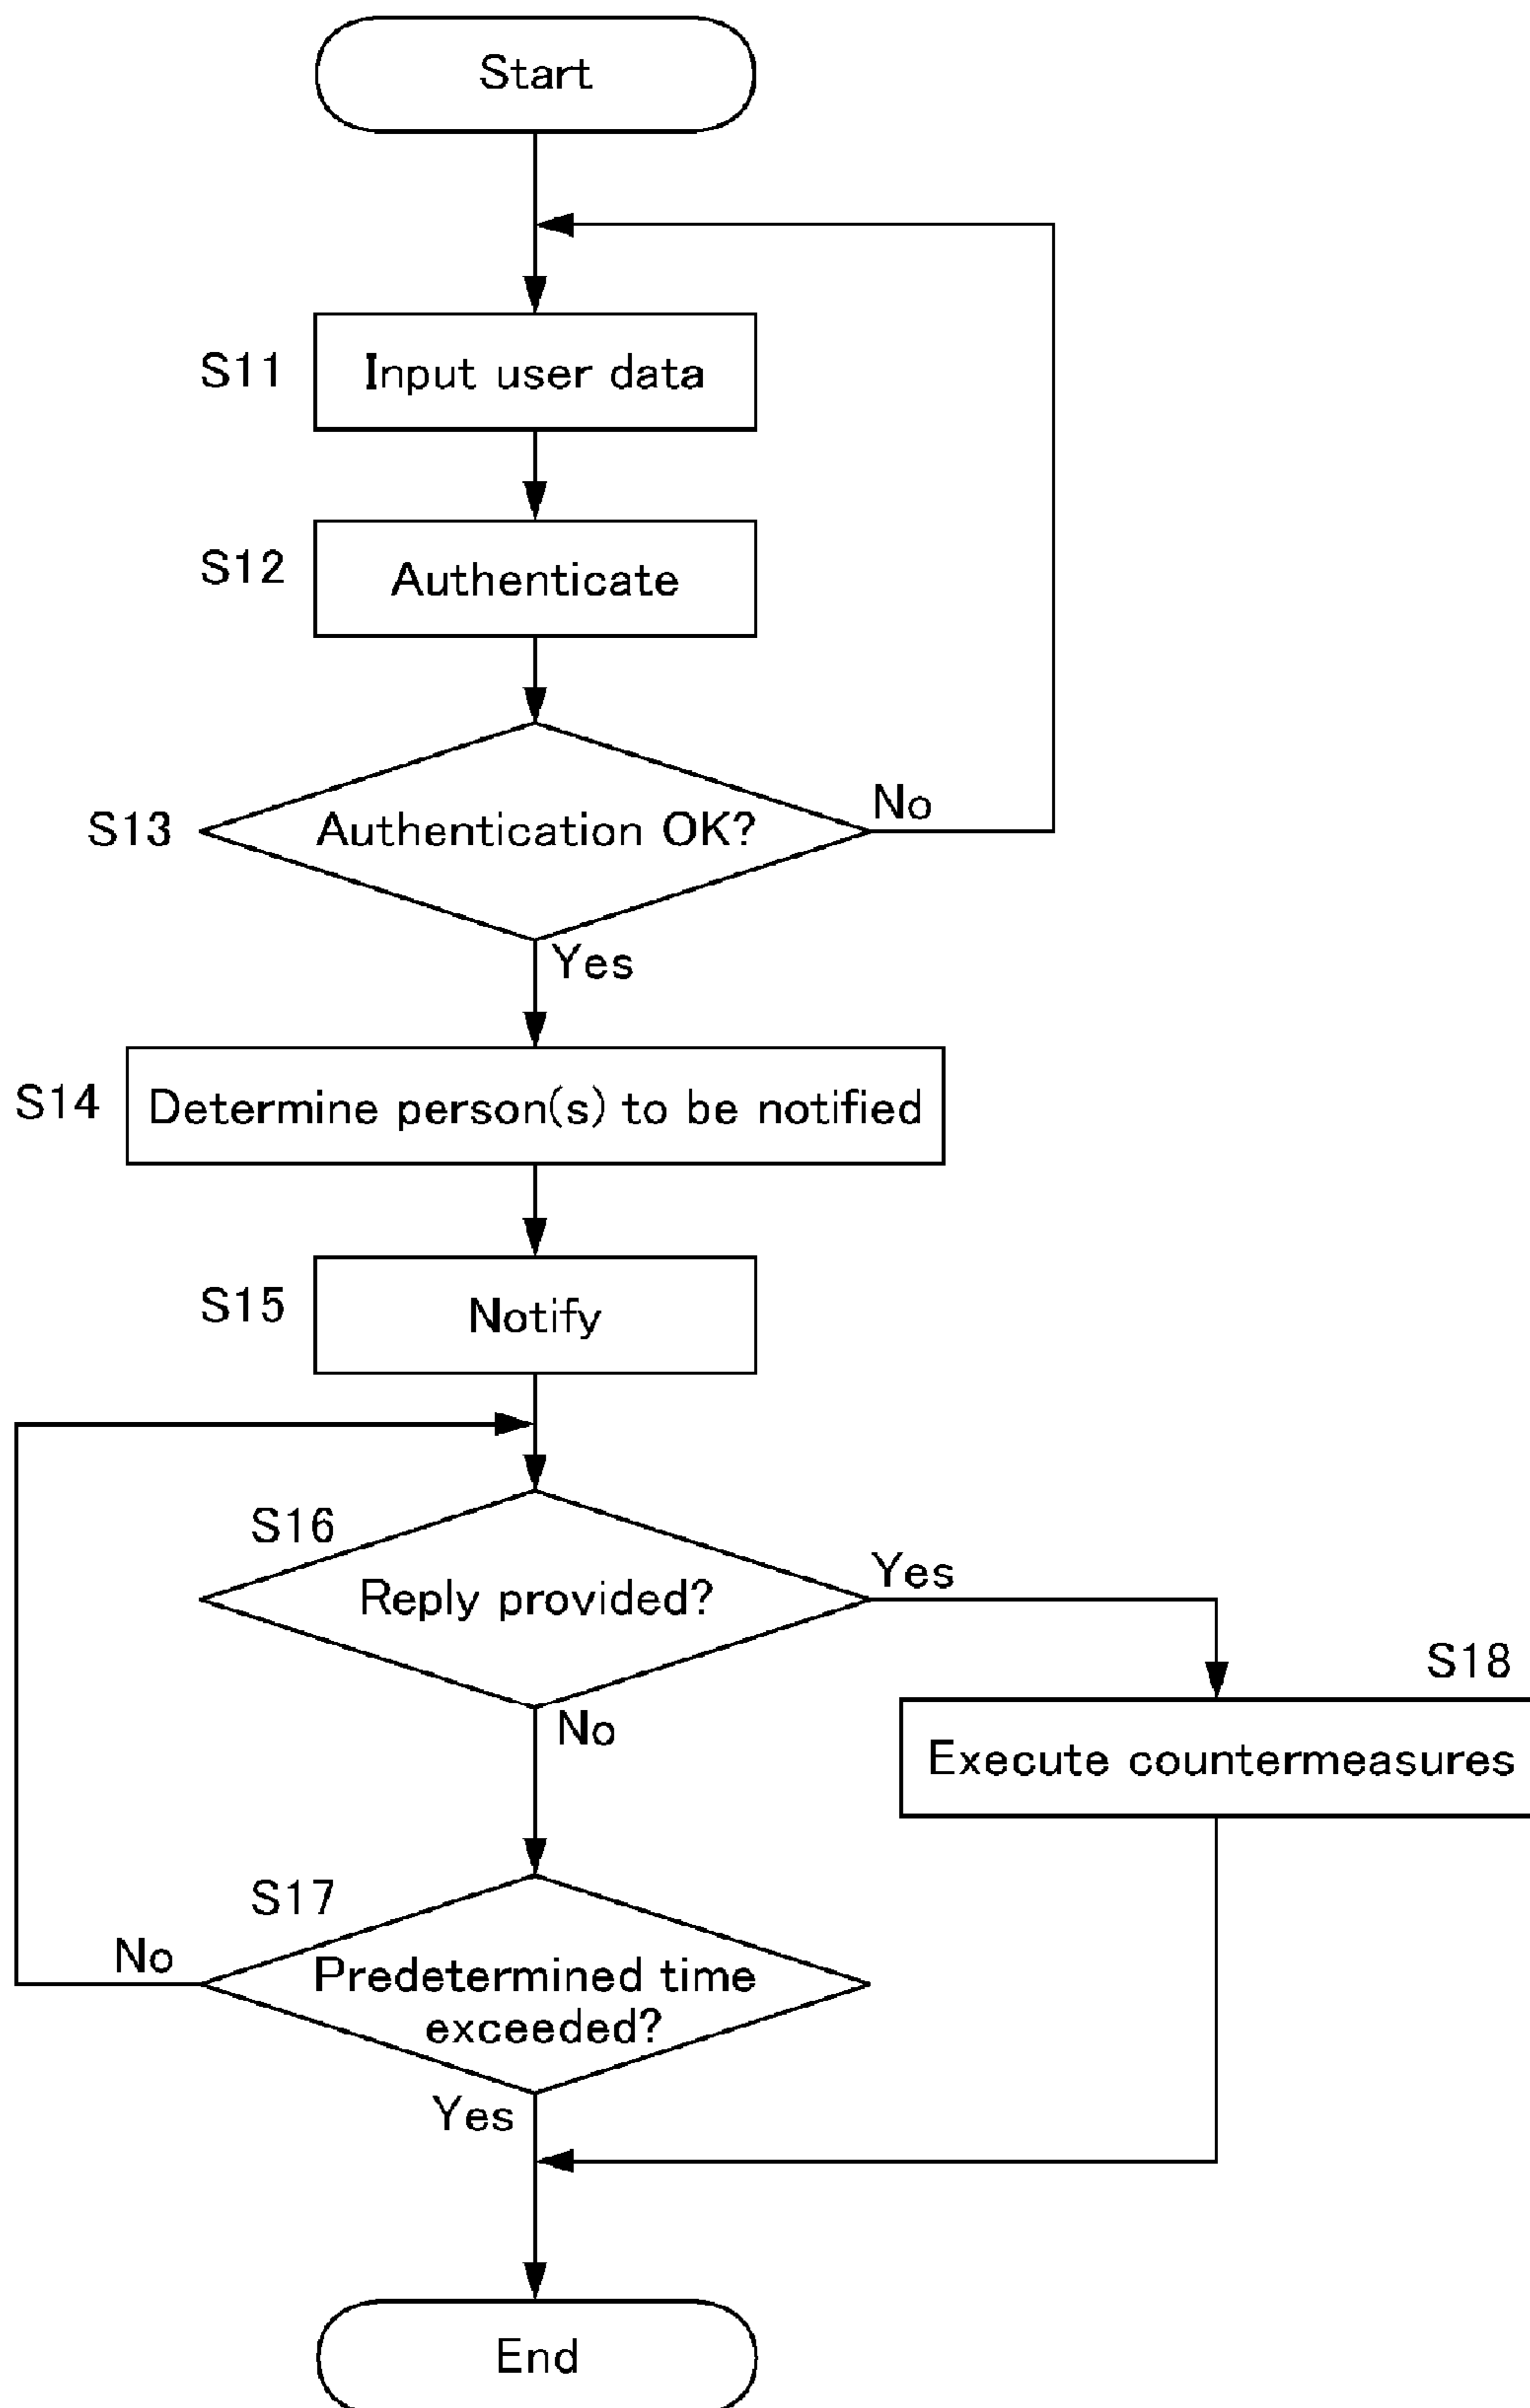 Start
S11
Input user data
S12
Authenticate
S13
Authentication OK?
No
Yes
S14
Determine person(s) to be notified
S15
Notify
S16
Reply provided?
Yes
No
S18
Execute countermeasures
S17
No
Predetermined time
exceeded?
Yes
End